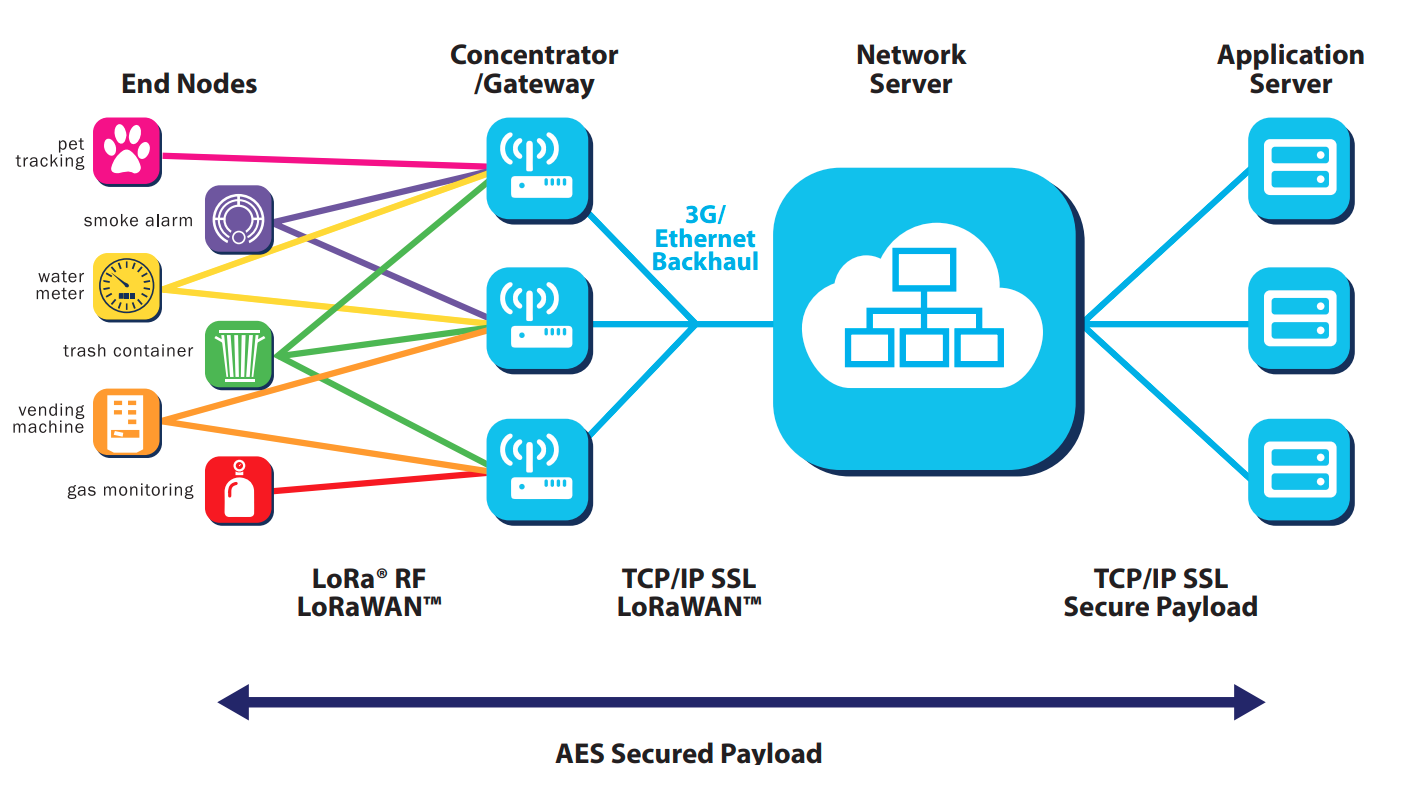 End Nodes
Concentrator
/Gateway
Network
Server
Application
Server
pet
tracking
smoke alarm
water
meter
trash container
vending
machine
gas monitoring
3G/
Ethernet
Backhaul
LoRa® RF
LoRaWAN™
TCP/IP SSL
LoRaWAN™
TCP/IP SSL
Secure Payload
AES Secured Payload